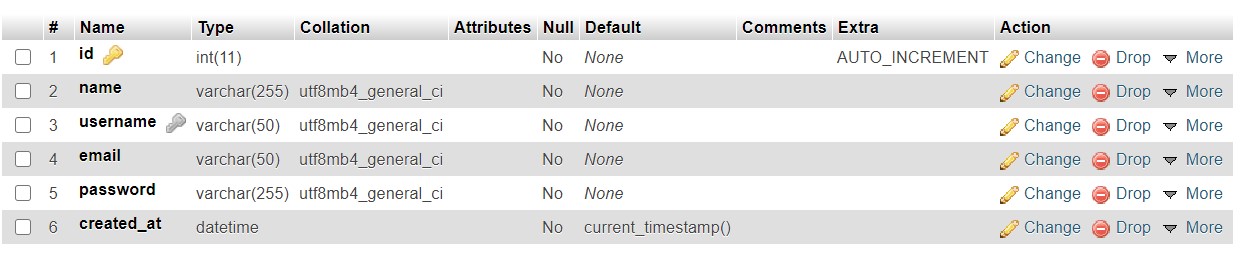 # Name Type Collation Attributes Null Default Comments Extra Action
1 id int(11) No None AUTO_INCREMENT Change Drop More
2 name varchar(255) utf8mb4_general_ci No None Change Drop More
3 username varchar(50) utf8mb4_general_ci No None Change Drop More
4 email varchar(50) utf8mb4_general_ci No None Change Drop More
5 password varchar(255) utf8mb4_general_ci No None Change Drop More
6 created_at datetime No current_timestamp() Change Drop More